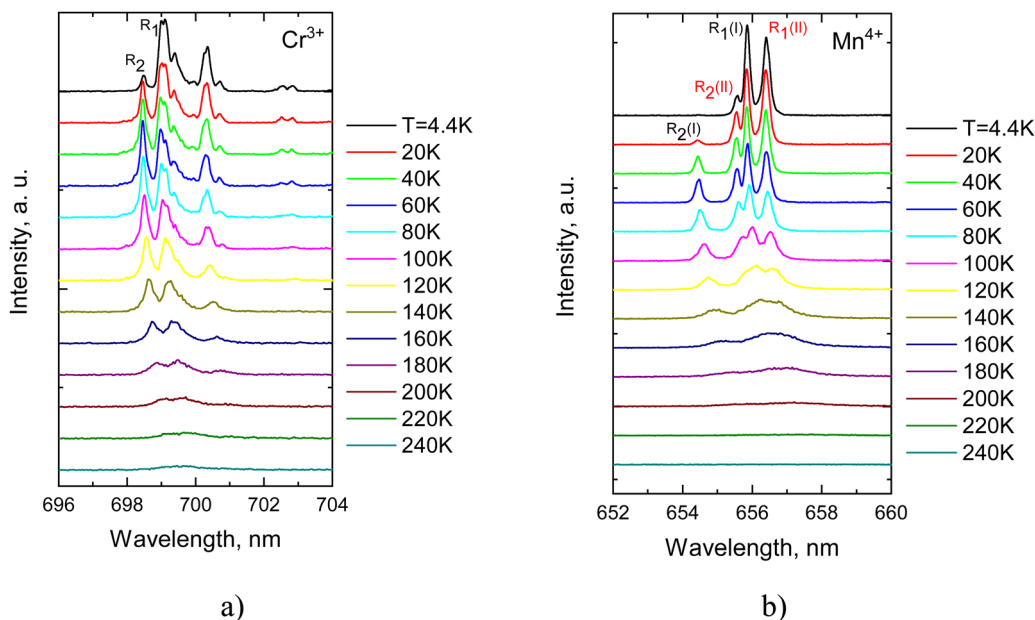 R1
R2
Cr3+
T=4.4K
20K
40K
60K
80K
100K
120K
140K
160K
180K
200K
220K
240K
Intensity, a. u.
696 698 700 702 704
Wavelength, nm
a)
R1(I)
R1(II)
Mn4+
R2(II)
R2(I)
T=4.4K
20K
40K
60K
80K
100K
120K
140K
160K
180K
200K
220K
240K
Intensity, a.u.
652 654 656 658 660
Wavelength, nm
b)